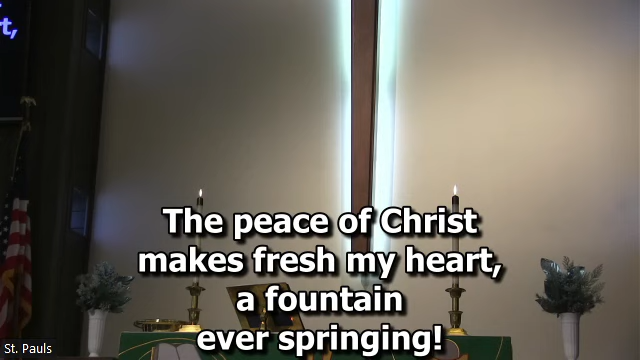 t,
The peace of Christ
makes fresh my heart,
a fountain
ever springing!
St. Pauls